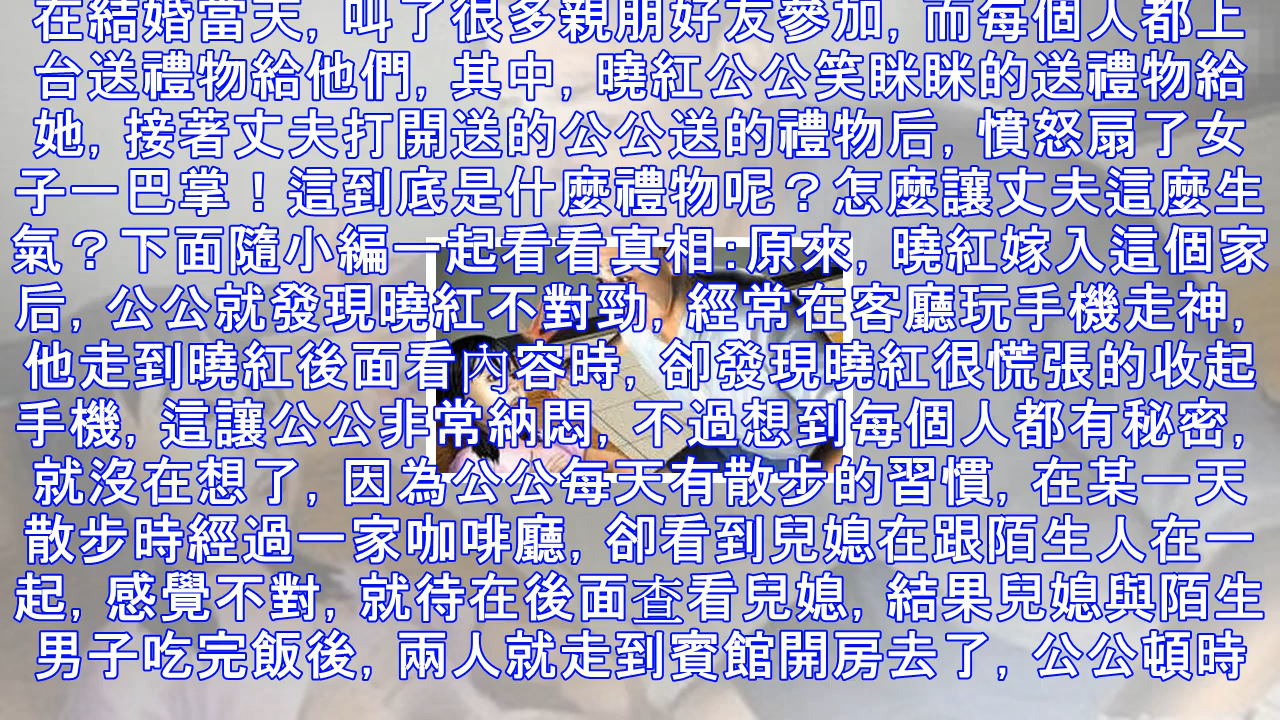 在結婚當天, 叫了很多親朋好友參加, 而每個人都上
台送禮物給他們, 其中, 曉紅公公笑眯眯的送禮物給
她, 接著丈夫打開送的公公送的禮物后, 憤怒扇了女
子一巴掌！這到底是什麼禮物呢？怎麼讓丈夫這麼生
氣？下面隨小編一起看看真相:原來, 曉紅嫁入這個家
后, 公公就發現曉紅不對勁, 經常在客廳玩手機走神,
他走到曉紅後面看內容時, 卻發現曉紅很慌張的收起
手機, 這讓公公非常納悶, 不過想到每個人都有秘密,
就沒在想了, 因為公公每天有散步的習慣, 在某一天
散步時經過一家咖啡廳, 卻看到兒媳在跟陌生人在一
起, 感覺不對, 就待在後面查看兒媳, 結果兒媳與陌生
男子吃完飯後, 兩人就走到賓館開房去了, 公公頓時